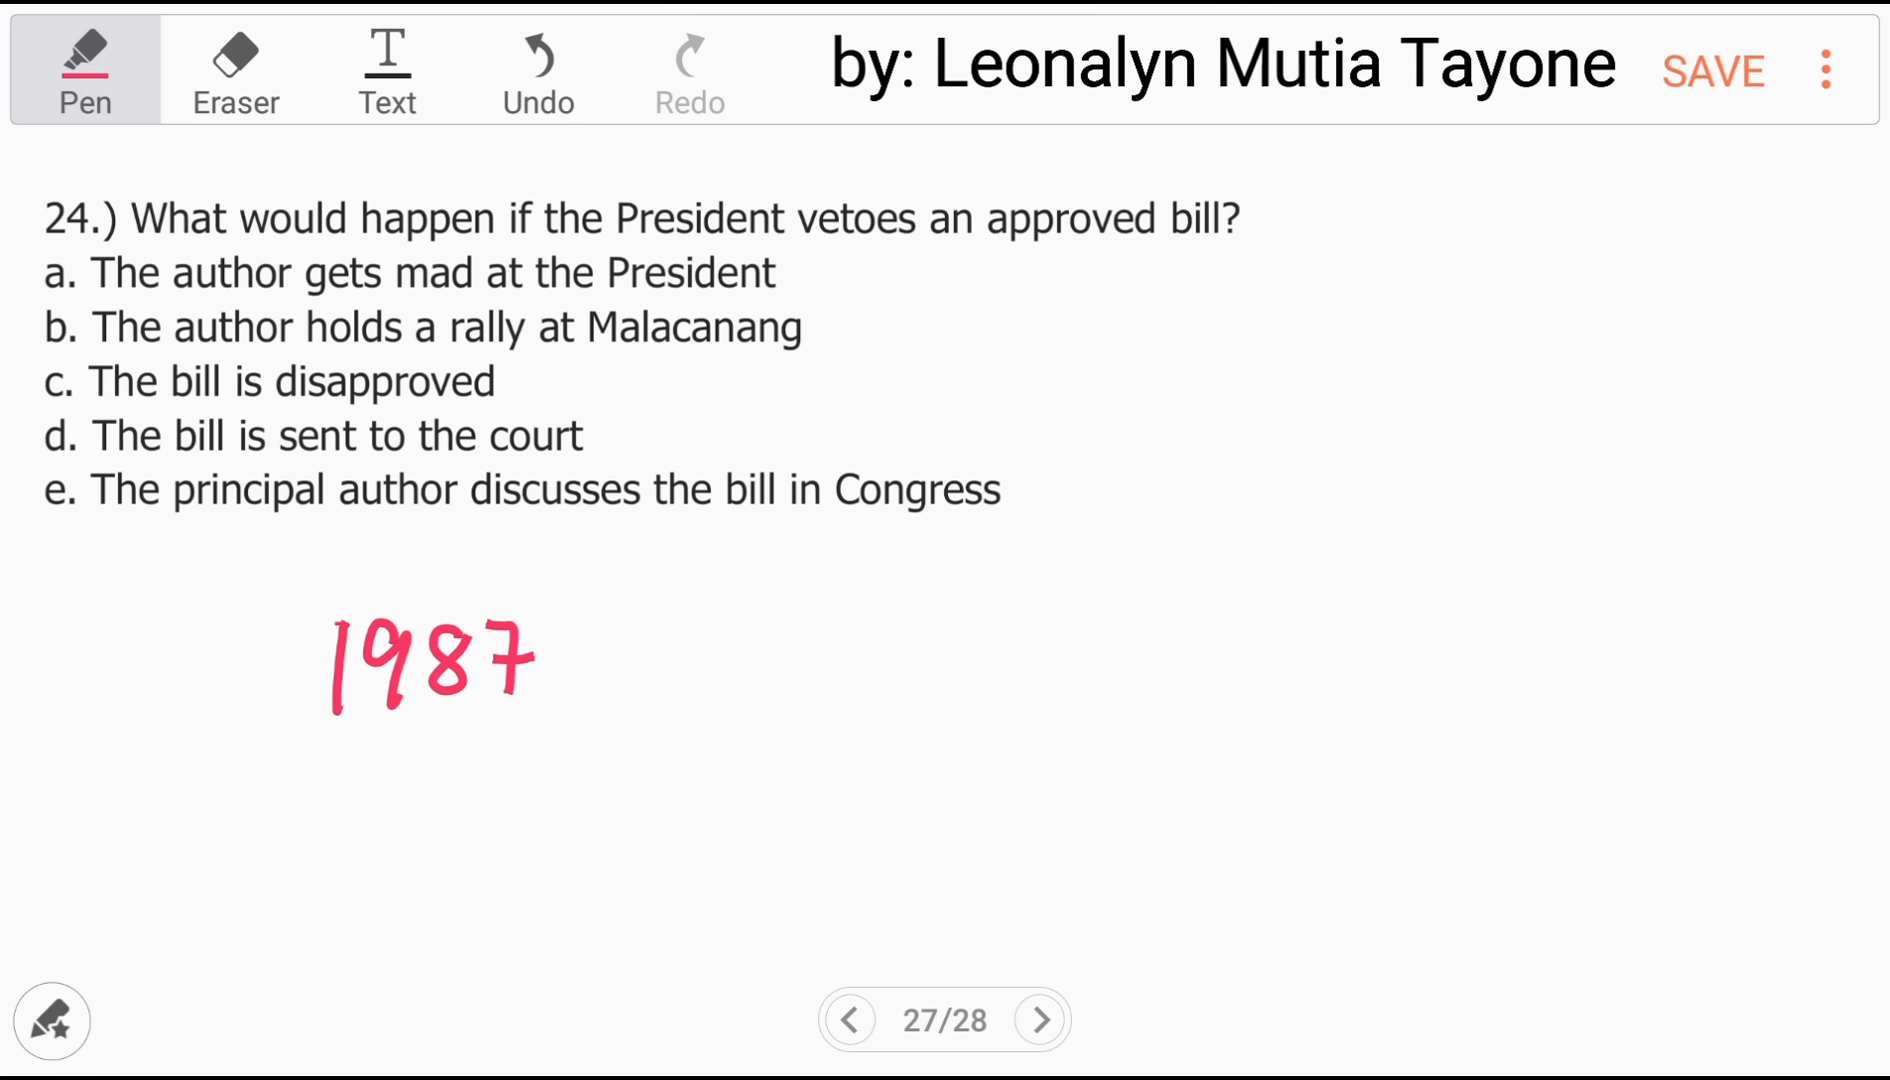 by: Leonalyn Mutia Tayone
SAVE
Pen
Eraser
Text
Undo
Redo
24.) What would happen if the President vetoes an approved bill?
a. The author gets mad at the President
b. The author holds a rally at Malacanang
c. The bill is disapproved
d. The bill is sent to the court
e. The principal author discusses the bill in Congress
1987
27/28